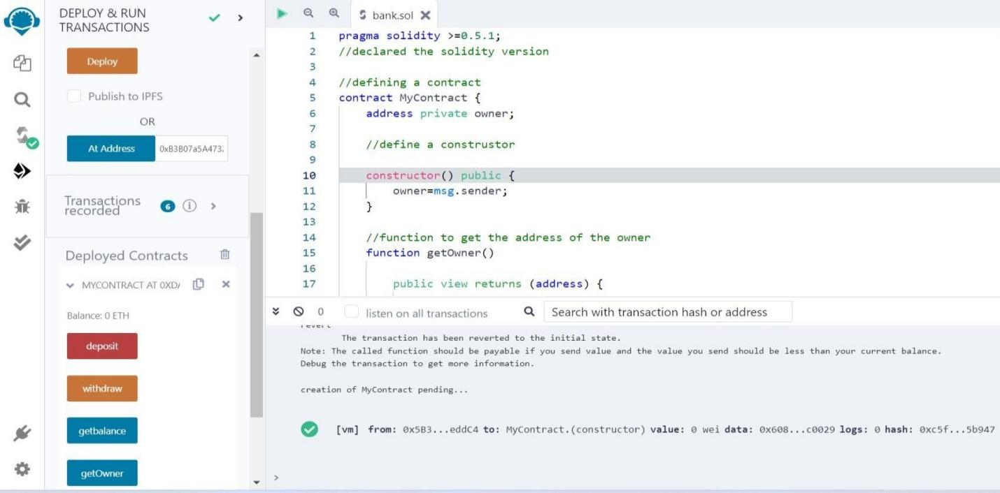 DEPLOY & RUN
TRANSACTIONS
Deploy
Publish to IPFS
OR
At Address 0xB3B07a5A473
Transactions
recorded 6
Deployed Contracts
MYCONTRACT AT 0XD
Balance: 0 ETH
deposit
withdraw
getbalance
getOwner
bank.sol
1 pragma solidity >=0.5.1;
2 //declared the solidity version
3
4 //defining a contract
5 contract MyContract {
6 address private owner;
7
8 //define a construstor
9
10 constructor() public {
11 owner=msg.sender;
12 }
13
14 //function to get the address of the owner
15 function getOwner()
16
17 public view returns (address) {
0 listen on all transactions Search with transaction hash or address
revert
The transaction has been reverted to the initial state.
Note: The called function should be payable if you send value and the value you send should be less than your current balance.
Debug the transaction to get more information.
creation of MyContract pending...
[vm] from: 0x5B3...eddC4 to: MyContract.(constructor) value: 0 wei data: 0x608...c0029 logs: 0 hash: 0xc5f...5b947
>